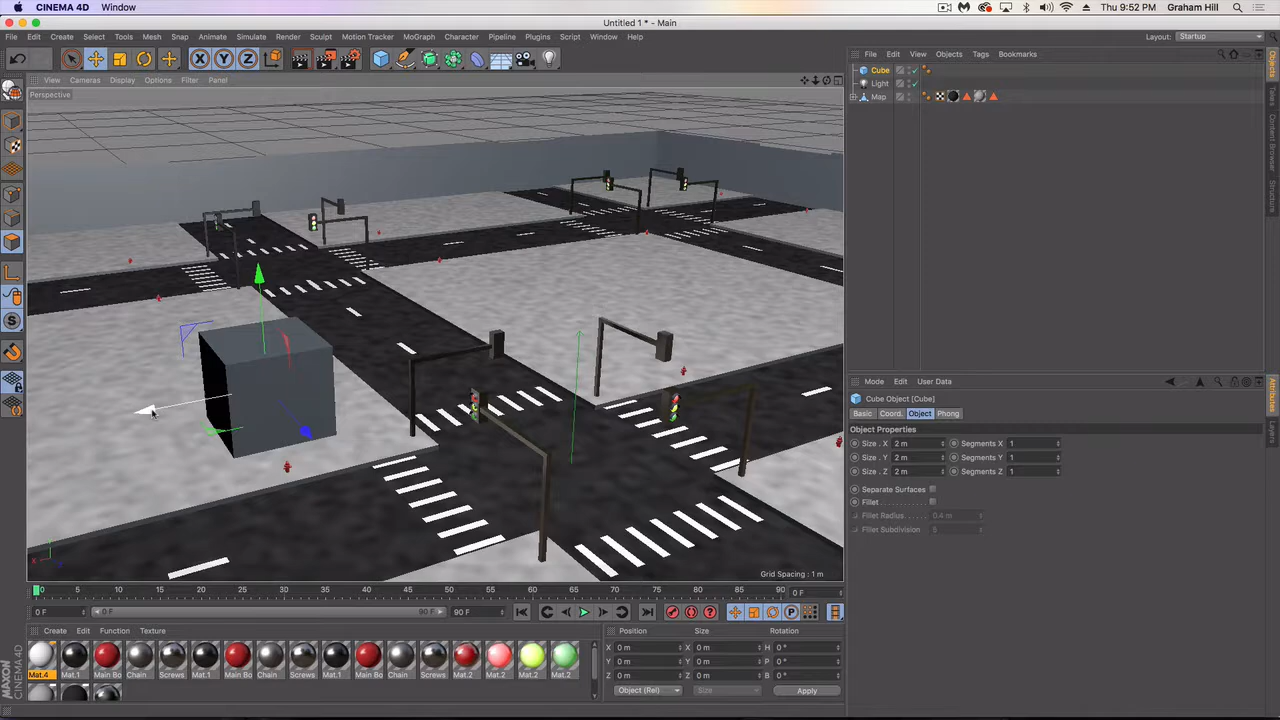 CINEMA 4D Window Thu 9:52 PM Graham Hill
Untitled 1 * - Main
File Edit Create Select Tools Mesh Snap Animate Simulate Render Sculpt Motion Tracker MoGraph Character Pipeline Plugins Script Window Help Layout: Startup
View Cameras Display Options Filter Panel
File Edit View Objects Tags Bookmarks
Perspective
Cube
Light
Map
Objects
Takes
Content Browser
Structure
Mode Edit User Data
Cube Object [Cube]
Basic Coord. Object Phong
Object Properties
Size . X 2 m Segments X 1
Size . Y 2 m Segments Y 1
Size . Z 2 m Segments Z 1
Separate Surfaces
Fillet
Fillet Radius 0.4 m
Fillet Subdivision 5
Attributes
Layers
Grid Spacing : 1 m
0 5 10 15 20 25 30 35 40 45 50 55 60 65 70 75 80 85 90 0 F
0 F 0 F 90 F 90 F
Create Edit Function Texture
Mat.4 Mat.1 Main Bo Chain Screws Mat.1 Main Bo Chain Screws Mat.1 Main Bo Chain Screws Mat.2 Mat.2 Mat.2 Mat.2
Position Size Rotation
X 0 m X 0 m H 0 °
Y 0 m Y 0 m P 0 °
Z 0 m Z 0 m B 0 °
Object (Rel) Size Apply
MAXON CINEMA 4D